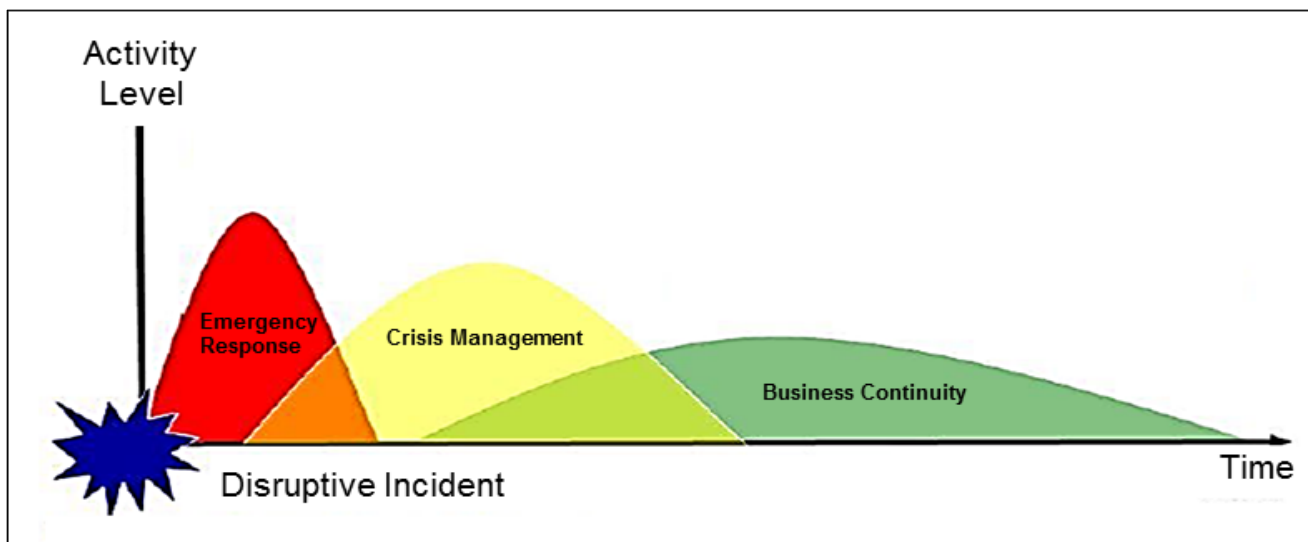 Activity
Level
Emergency
Response
Crisis Management
Business Continuity
Disruptive Incident
Time